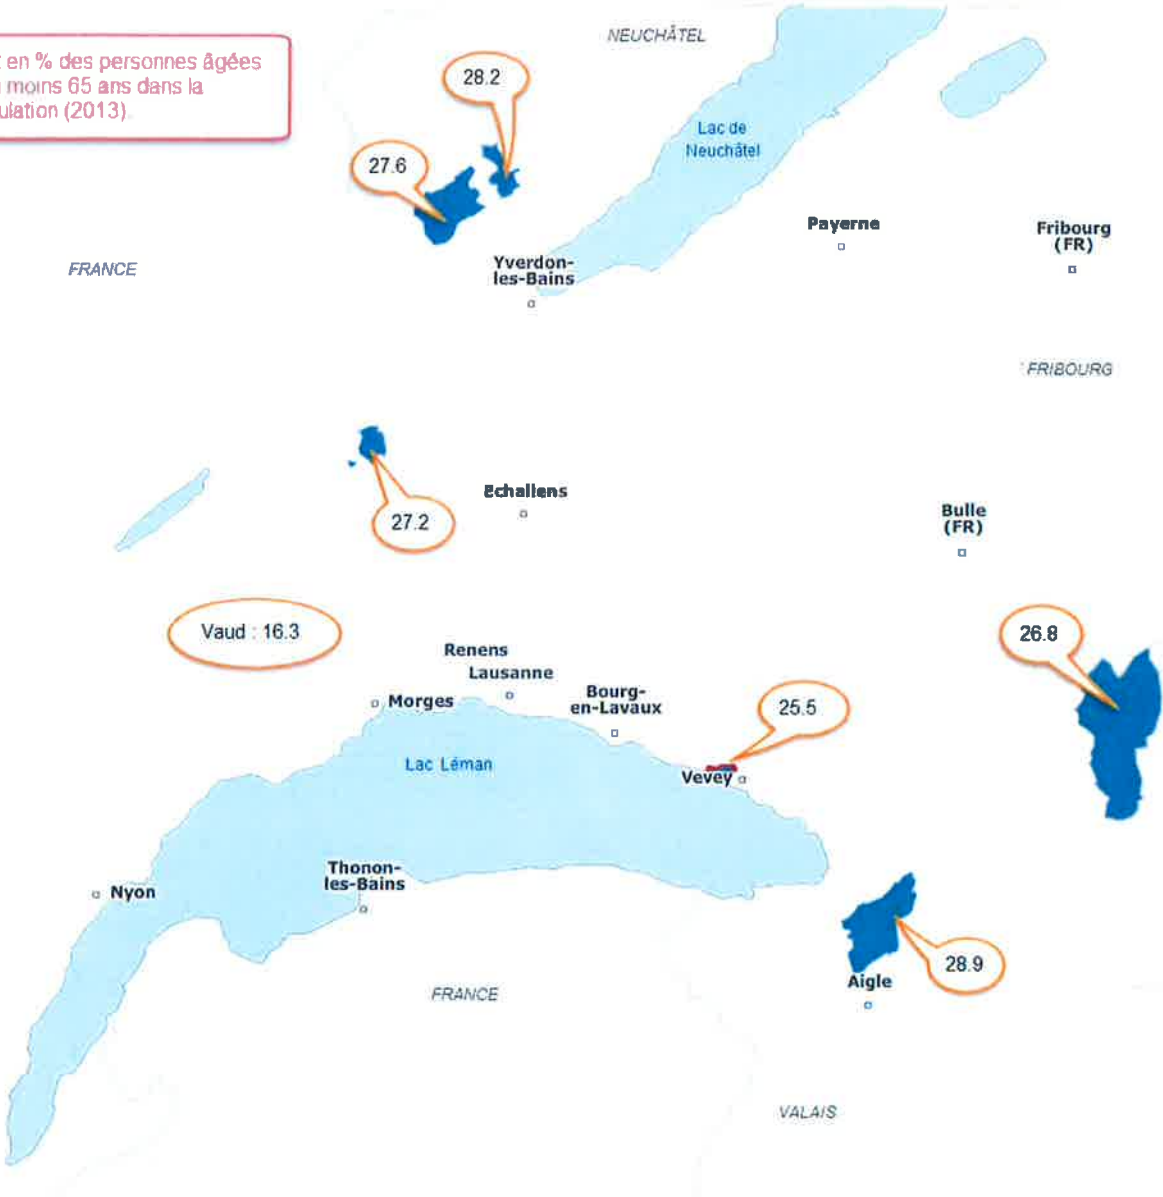 en % des personnes âgées
moins 65 ans dans la
ulation (2013)
NEUCHÂTEL
28.2
Lac de
Neuchâtel
27.6
Payerne
Fribourg
(FR)
FRANCE
Yverdon-
les-Bains
FRIBOURG
Echallens
27.2
Bulle
(FR)
Vaud : 16.3
26.8
Renens
Lausanne
Morges
Bourg-
en-Lavaux
25.5
Lac Léman
Vevey
Thonon-
les-Bains
Nyon
28.9
Aigle
FRANCE
VALAIS